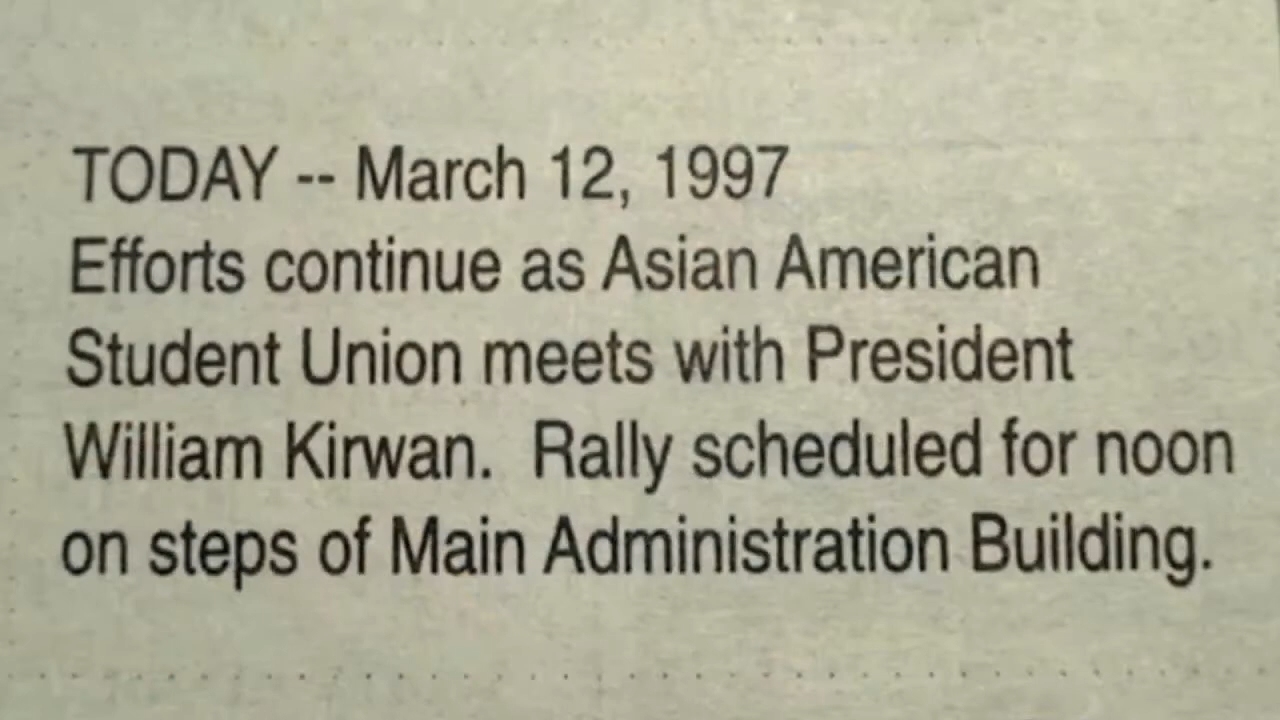 TODAY -- March 12, 1997
Efforts continue as Asian American
Student Union meets with President
William Kirwan.  Rally scheduled for noon
on steps of Main Administration Building.